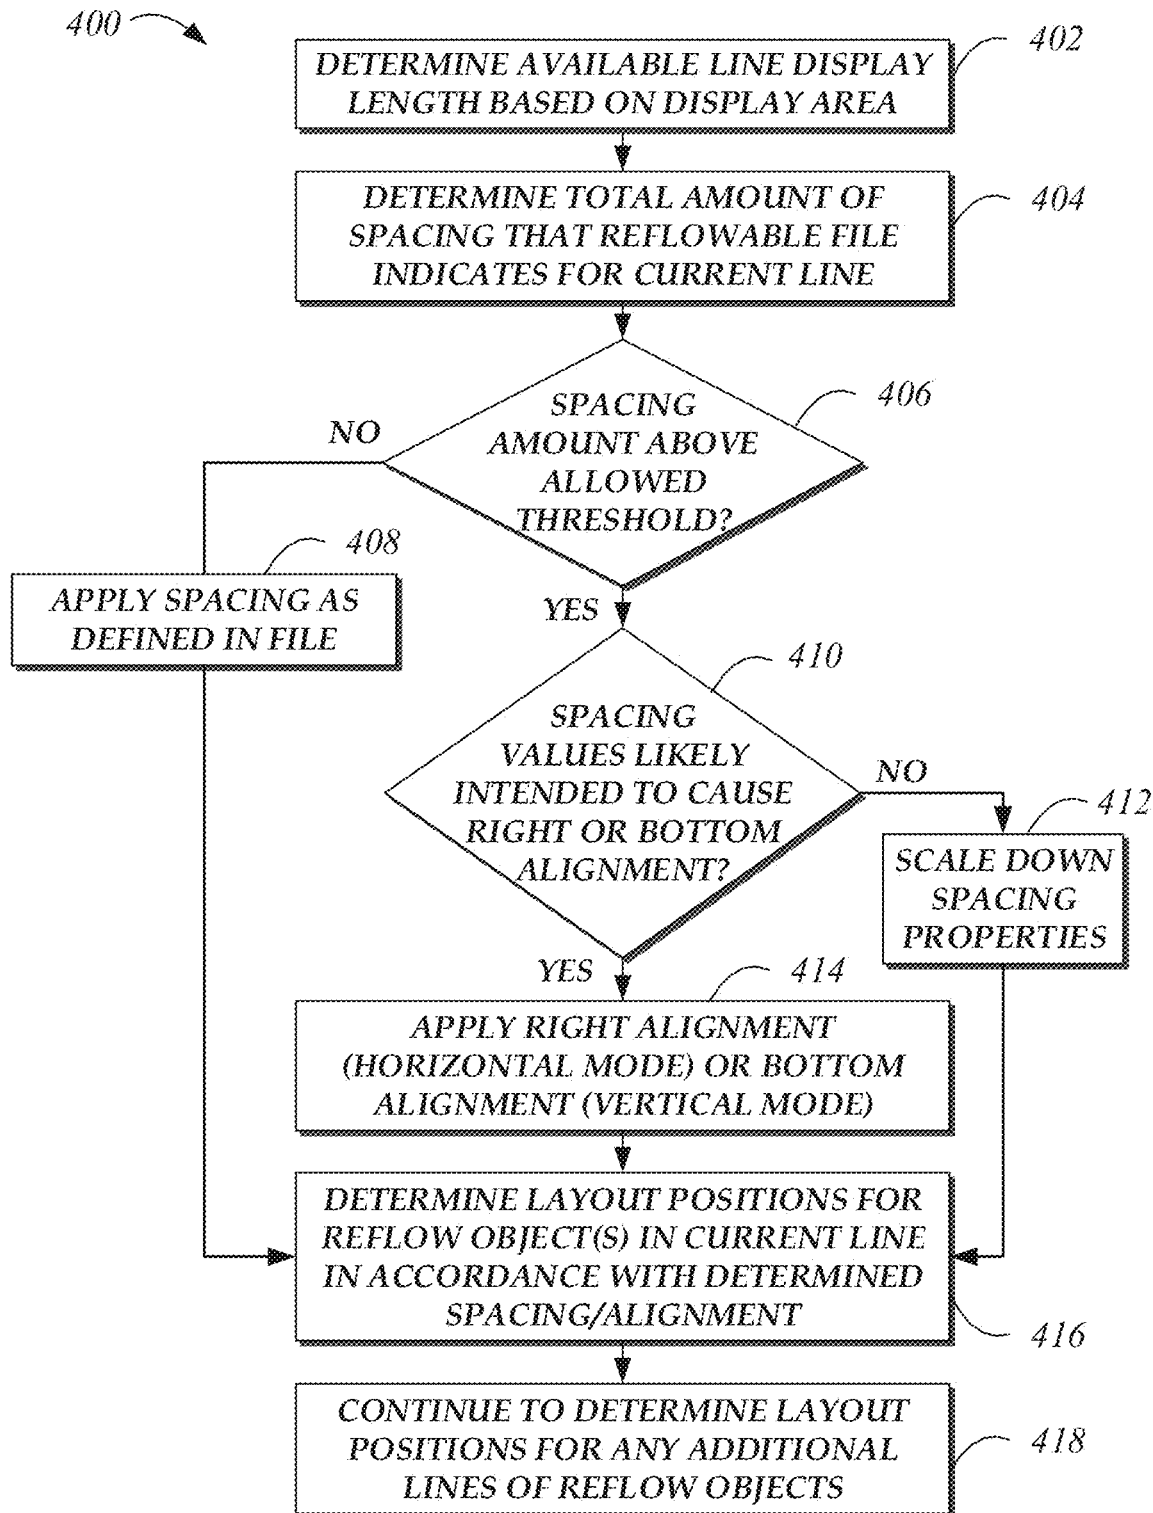 400
402
DETERMINE AVAILABLE LINE DISPLAY
LENGTH BASED ON DISPLAY AREA
404
DETERMINE TOTAL AMOUNT OF
SPACING THAT REFLOWABLE FILE
INDICATES FOR CURRENT LINE
406
SPACING
AMOUNT ABOVE
ALLOWED
THRESHOLD?
NO
408
APPLY SPACING AS
DEFINED IN FILE
YES
410
SPACING
VALUES LIKELY
INTENDED TO CAUSE
RIGHT OR BOTTOM
ALIGNMENT?
NO
412
SCALE DOWN
SPACING
PROPERTIES
YES
414
APPLY RIGHT ALIGNMENT
(HORIZONTAL MODE) OR BOTTOM
ALIGNMENT (VERTICAL MODE)
DETERMINE LAYOUT POSITIONS FOR
REFLOW OBJECT(S) IN CURRENT LINE
IN ACCORDANCE WITH DETERMINED
SPACING/ALIGNMENT
416
CONTINUE TO DETERMINE LAYOUT
POSITIONS FOR ANY ADDITIONAL
LINES OF REFLOW OBJECTS
418